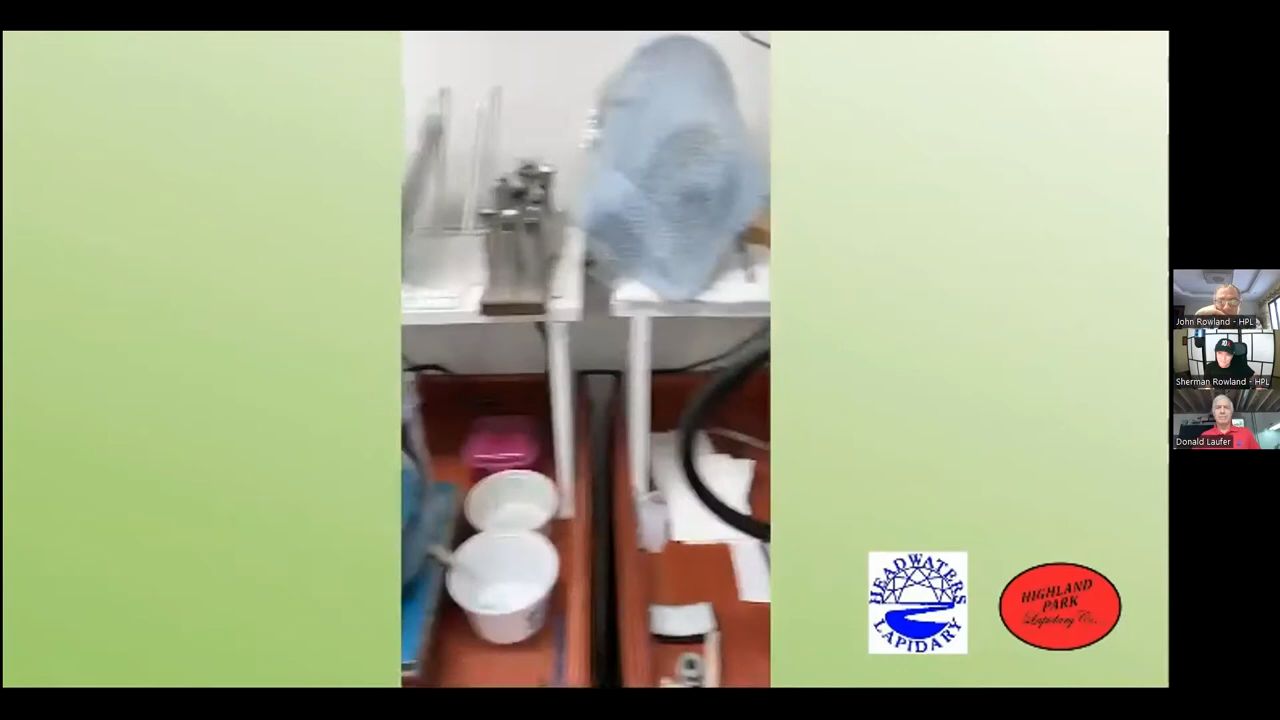 HEADWATERS
LAPIDARY
HIGHLAND
PARK
Lapidary Co.
John Rowland - HPL
Sherman Rowland - HPL
Donald Laufer